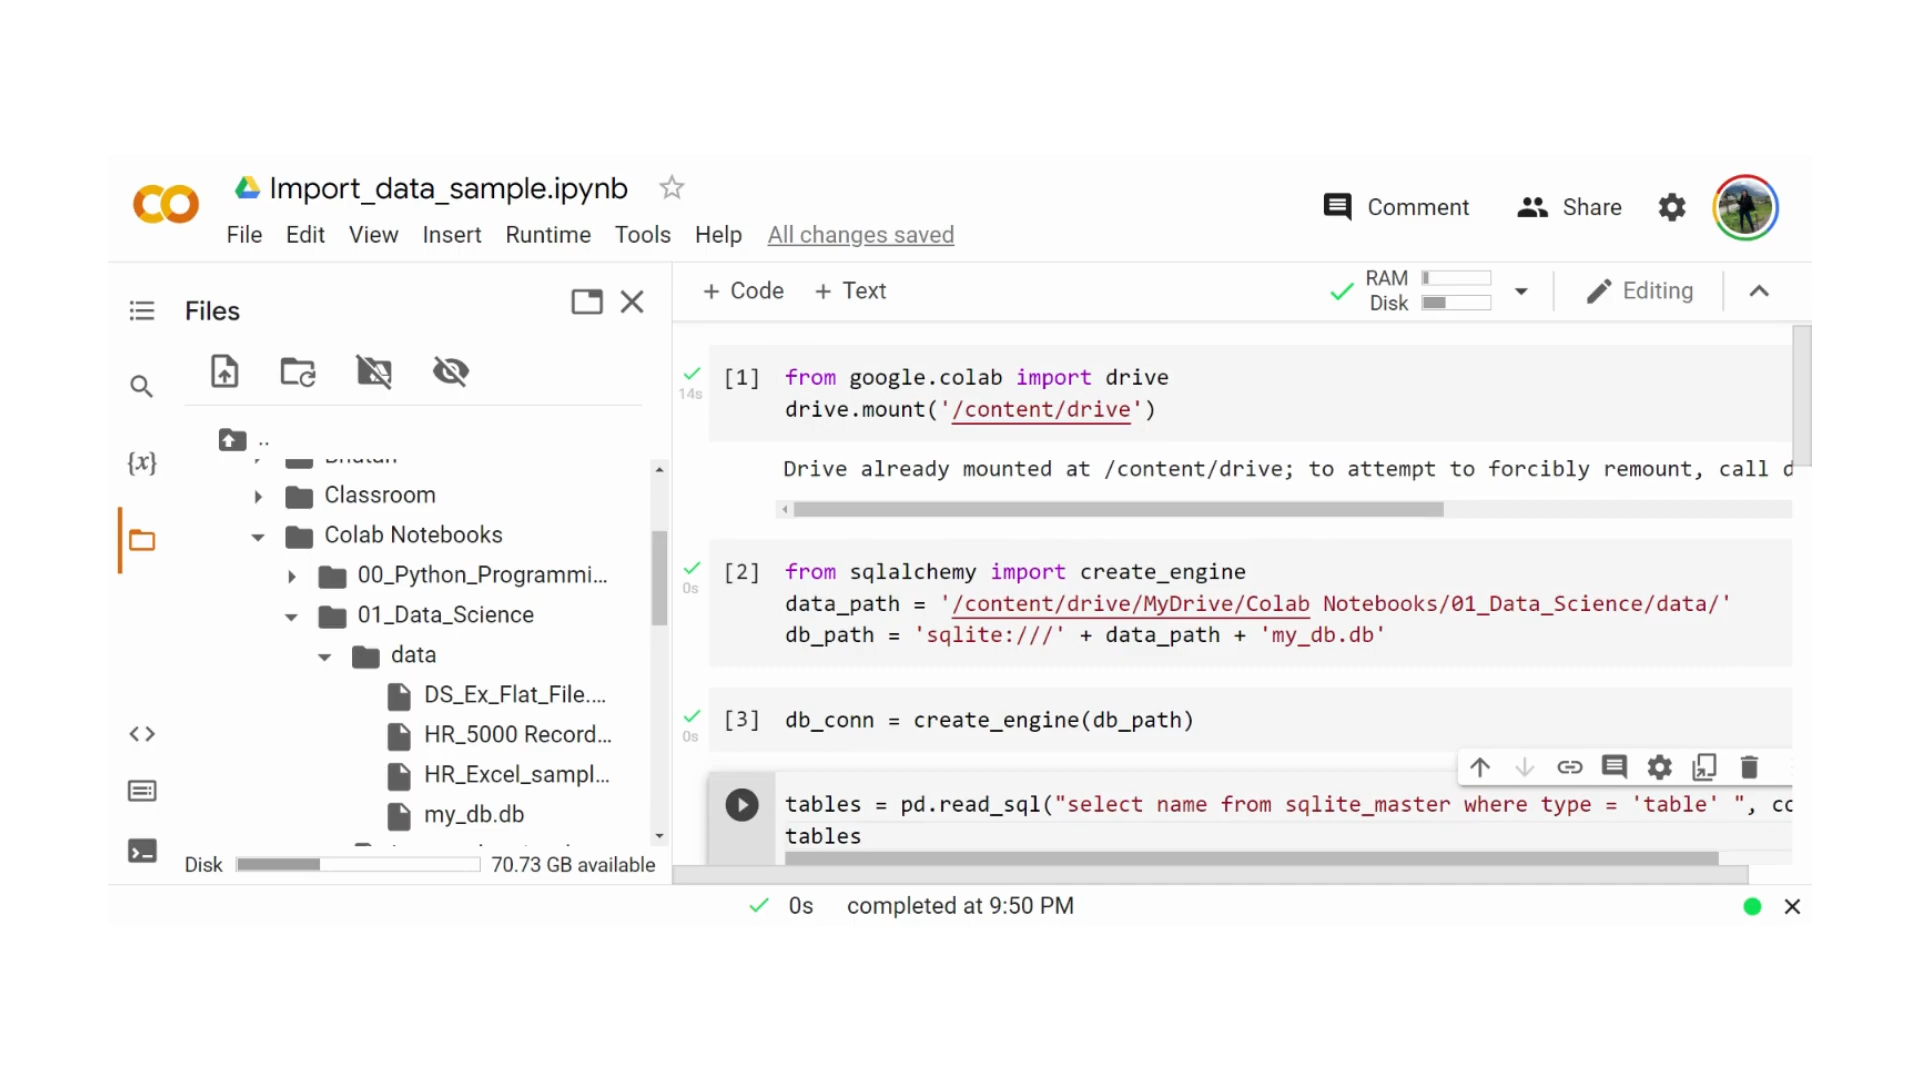 Import_data_sample.ipynb
File Edit View Insert Runtime Tools Help All changes saved
Comment Share
Files
+ Code + Text
RAM
Disk
Editing
..
Classroom
Colab Notebooks
00_Python_Programmi...
01_Data_Science
data
DS_Ex_Flat_File....
HR_5000 Record...
HR_Excel_sampl...
my_db.db
Disk 70.73 GB available
{x}
14s [1] from google.colab import drive
drive.mount('/content/drive')
Drive already mounted at /content/drive; to attempt to forcibly remount, call d
[2] from sqlalchemy import create_engine
0s data_path = '/content/drive/MyDrive/Colab Notebooks/01_Data_Science/data/'
db_path = 'sqlite:///' + data_path + 'my_db.db'
0s [3] db_conn = create_engine(db_path)
tables = pd.read_sql("select name from sqlite_master where type = 'table' ", co
tables
0s completed at 9:50 PM